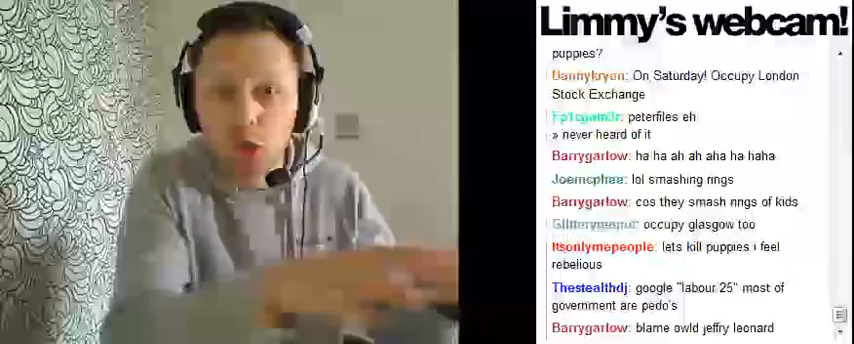 Limmy's webcam!
puppies?
Dannykryan: On Saturday! Occupy London
Stock Exchange
peterfiles eh
» never heard of it
Barrygarlow: ha ha ah ah aha ha haha
Joemcphee: lol smashing rings
Barrygarlow: cos they smash rings of kids
occupy glasgow too
Itsonlymepeople: lets kill puppies i feel
rebelious
Thestealthdj: google "labour 25" most of
government are pedo's
Barrygarlow: blame owld jeffry leonard